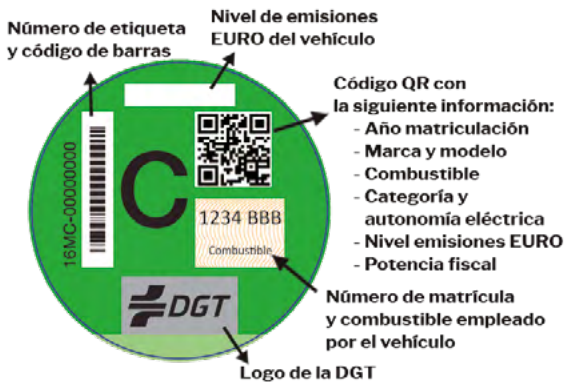 Número de etiqueta
y código de barras
Nivel de emisiones
EURO del vehículo
Código QR con
la siguiente información:
- Año matriculación
- Marca y modelo
- Combustible
- Categoría y
autonomía eléctrica
- Nivel emisiones EURO
- Potencia fiscal
16MC-00000000
C
1234 BBB
Combustible
DGT
Número de matrícula
y combustible empleado
por el vehículo
Logo de la DGT